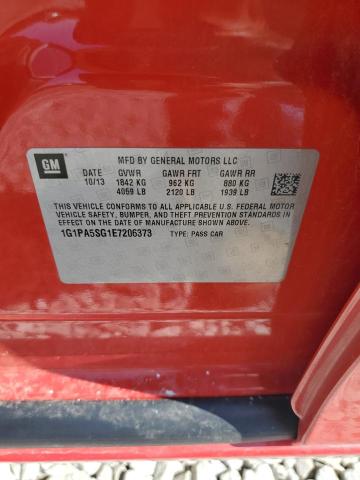 GM
MFD BY GENERAL MOTORS LLC
DATE GVWR GAWR FRT GAWR RR
10/13 1842 KG 962 KG 880 KG
4059 LB 2120 LB 1939 LB
THIS VEHICLE CONFORMS TO ALL APPLICABLE U.S. FEDERAL MOTOR
VEHICLE SAFETY, BUMPER, AND THEFT PREVENTION STANDARDS IN
EFFECT ON THE DATE OF MANUFACTURE SHOWN ABOVE.
1G1PA5SG1E7206373 TYPE: PASS CAR